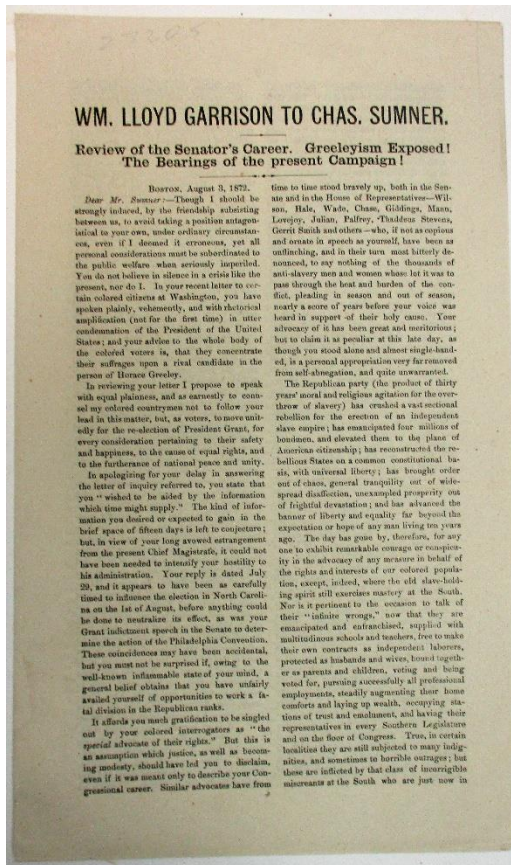 WM. LLOYD GARRISON TO CHAS. SUMNER.
Review of the Senator's Career. Greeleyism Exposed!
The Bearings of the present Campaign!
BOSTON, August 3, 1872.
Dear Mr. Sumner:—Though I should be
strongly induced, by the friendship subsisting
between us, to avoid taking a position antagon-
istical to your own, under ordinary circumstan-
ces, even if I deemed it erroneous, yet all
personal considerations must be subordinated to
the public welfare when seriously imperiled.
You do not believe in silence in a crisis like the
present, nor do I. In your recent letter to cer-
tain colored citizens at Washington, you have
spoken plainly, vehemently, and with rhetorical
amplification (not for the first time) in utter
condemnation of the President of the United
States; and your advice to the whole body of
the colored voters is, that they concentrate
their suffrages upon a rival candidate in the
person of Horace Greeley.
In reviewing your letter I propose to speak
with equal plainness, and as earnestly to coun-
sel my colored countrymen not to follow your
lead in this matter, but, as voters, to move unit-
edly for the re-election of President Grant, for
every consideration pertaining to their safety
and happiness, to the cause of equal rights, and
to the furtherance of national peace and unity.
In apologizing for your delay in answering
the letter of inquiry referred to, you state that
you "wished to be aided by the information
which time might supply." The kind of infor-
mation you desired or expected to gain in the
brief space of fifteen days is left to conjecture;
but, in view of your long avowed estrangement
from the present Chief Magistrate, it could not
have been needed to intensify your hostility to
his administration. Your reply is dated July
29, and it appears to have been as carefully
timed to influence the election in North Caroli-
na on the 1st of August, before anything could
be done to neutralize its effect, as was your
Grant indictment speech in the Senate to deter-
mine the action of the Philadelphia Convention.
These coincidences may have been accidental,
but you must not be surprised if, owing to the
well-known inflammable state of your mind, a
general belief obtains that you have unfairly
availed yourself of opportunities to work a fa-
tal division in the Republican ranks.
It affords you much gratification to be singled
out by your colored interrogators as "the
special advocate of their rights." But this is
an assumption which justice, as well as becom-
ing modesty, should have led you to disclaim,
even if it was meant only to describe your Con-
gressional career. Similar advocates have from
time to time stood bravely up, both in the Sen-
ate and in the House of Representatives—Wil-
son, Hale, Wade, Chase, Giddings, Mann,
Lovejoy, Julian, Palfrey, Thaddeus Stevens,
Gerrit Smith and others—who, if not as copious
and ornate in speech as yourself, have been as
unflinching, and in their turn most bitterly de-
nounced, to say nothing of the thousands of
anti-slavery men and women whose lot it was to
pass through the heat and burden of the con-
flict, pleading in season and out of season,
nearly a score of years before your voice was
heard in support of their holy cause. Your
advocacy of it has been great and meritorious;
but to claim it as peculiar at this late day, as
though you stood alone and almost single-hand-
ed, is a personal appropriation very far removed
from self-abnegation, and quite unwarranted.
The Republican party (the product of thirty
years' moral and religious agitation for the over-
throw of slavery) has crushed a vast sectional
rebellion for the erection of an independent
slave empire; has emancipated four millions of
bondmen, and elevated them to the plane of
American citizenship; has reconstructed the re-
bellious States on a common constitutional ba-
sis, with universal liberty; has brought order
out of chaos, general tranquility out of wide-
spread disaffection, unexampled prosperity out
of frightful devastation; and has advanced the
banner of liberty and equality far beyond the
expectation or hope of any man living ten years
ago. The day has gone by, therefore, for any
one to exhibit remarkable courage or conspicu-
ity in the advocacy of any measure in behalf of
the rights and interests of our colored popula-
tion, except, indeed, where the old slave-hold-
ing spirit still exercises mastery at the South.
Nor is it pertinent to the occasion to talk of
their "infinite wrongs," now that they are
emancipated and enfranchised, supplied with
multitudinous schools and teachers, free to make
their own contracts as independent laborers,
protected as husbands and wives, bound togeth-
er as parents and children, voting and being
voted for, pursuing successfully all professional
employments, steadily augmenting their home
comforts and laying up wealth, occupying sta-
tions of trust and emolument, and having their
representatives in every Southern Legislature
and on the floor of Congress. True, in certain
localities they are still subjected to many indig-
nities, and sometimes to horrible outrages; but
these are inflicted by that class of incorrigible
miscreants at the South who are just now in